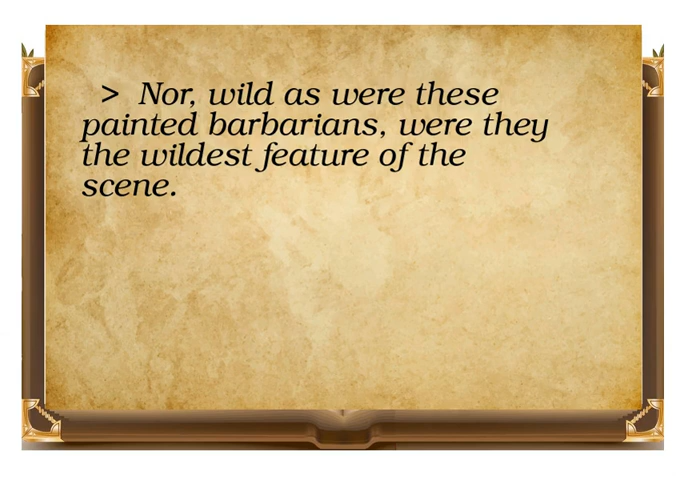 > Nor, wild as were these
painted barbarians, were they
the wildest feature of the
scene.